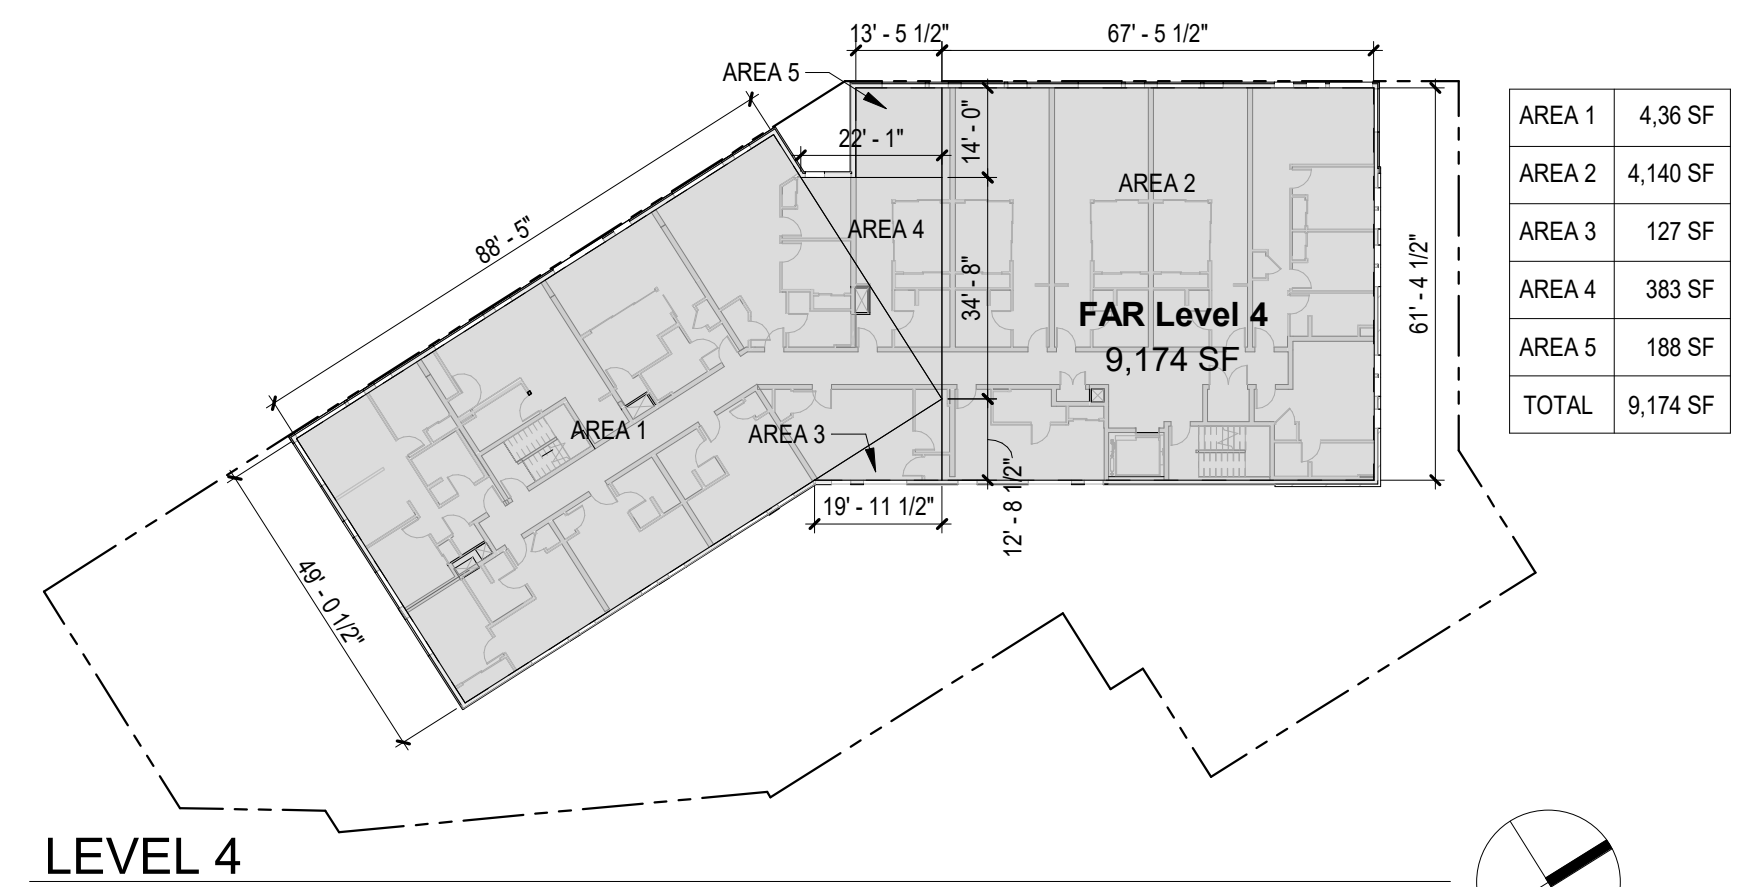 13' - 5 1/2"
67' - 5 1/2"
AREA 5
22' - 1"
14' - 0"
AREA 2
88' - 5"
AREA 4
34' - 8"
FAR Level 4
9,174 SF
61' - 4 1/2"
AREA 1
AREA 3
19' - 11 1/2"
12' - 8 1/2"
49' - 0 1/2"
AREA 1 4,36 SF
AREA 2 4,140 SF
AREA 3 127 SF
AREA 4 383 SF
AREA 5 188 SF
TOTAL 9,174 SF
LEVEL 4